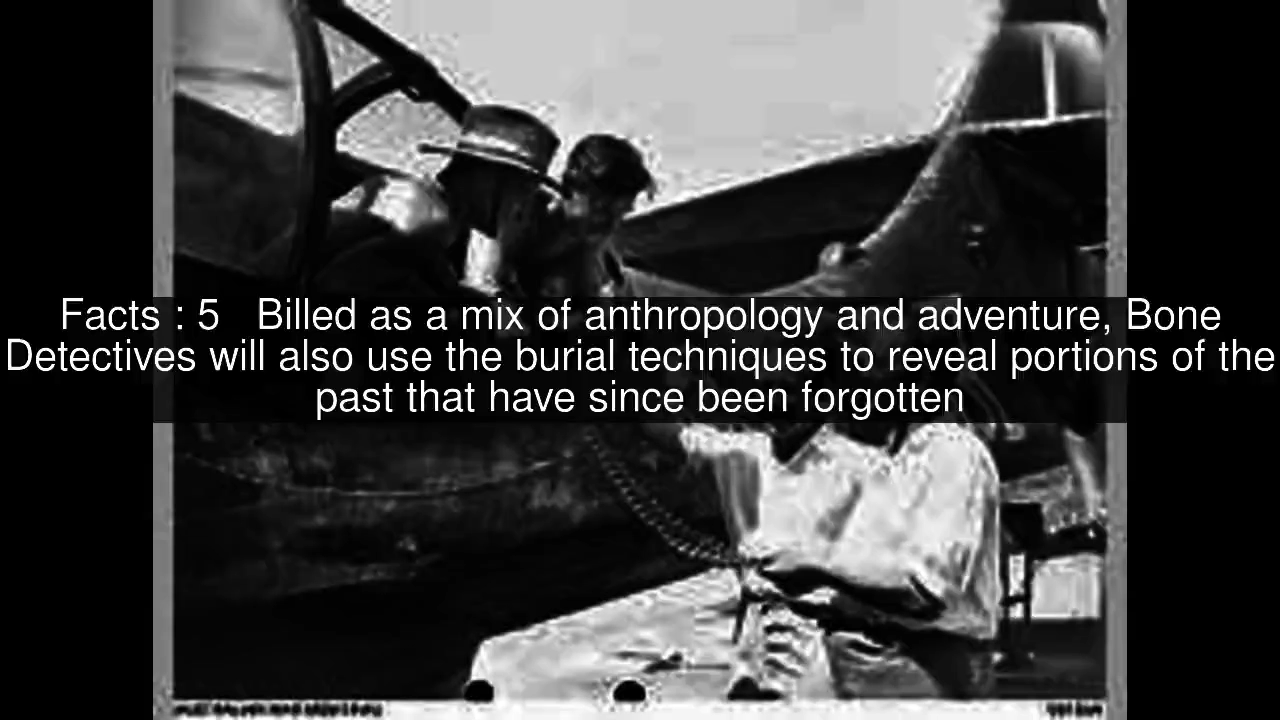 Facts : 5 Billed as a mix of anthropology and adventure, Bone
Detectives will also use the burial techniques to reveal portions of the
past that have since been forgotten